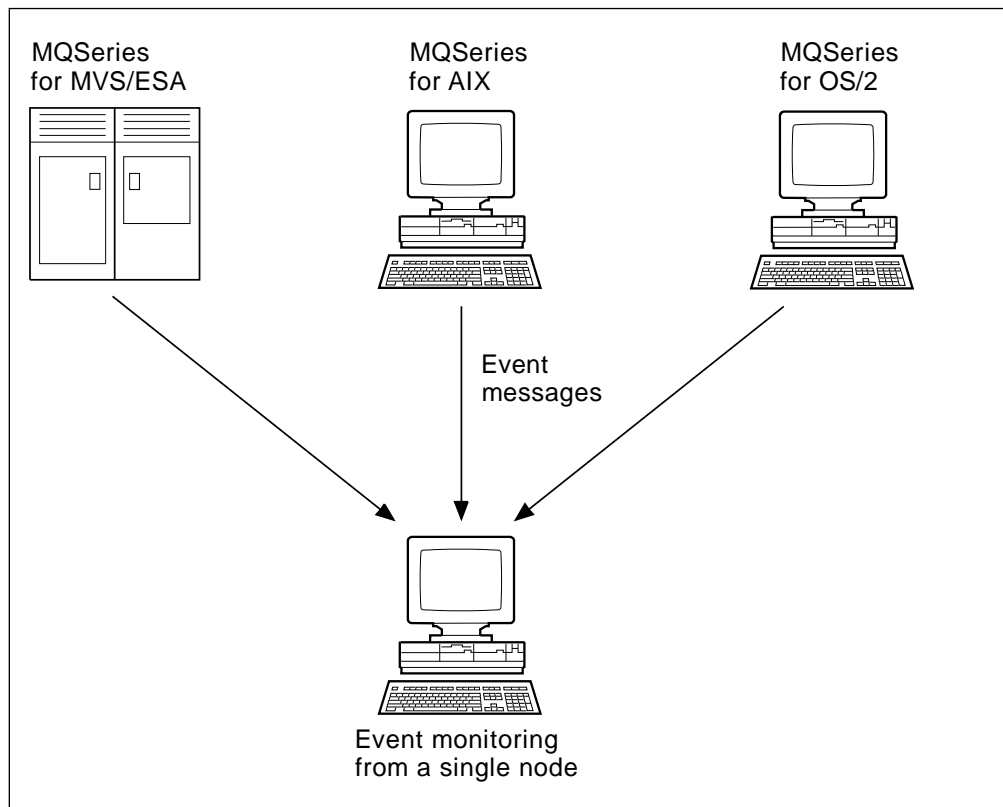 MQSeries
for MVS/ESA
MQSeries
for AIX
MQSeries
for OS/2
Event
messages
Event monitoring
from a single node